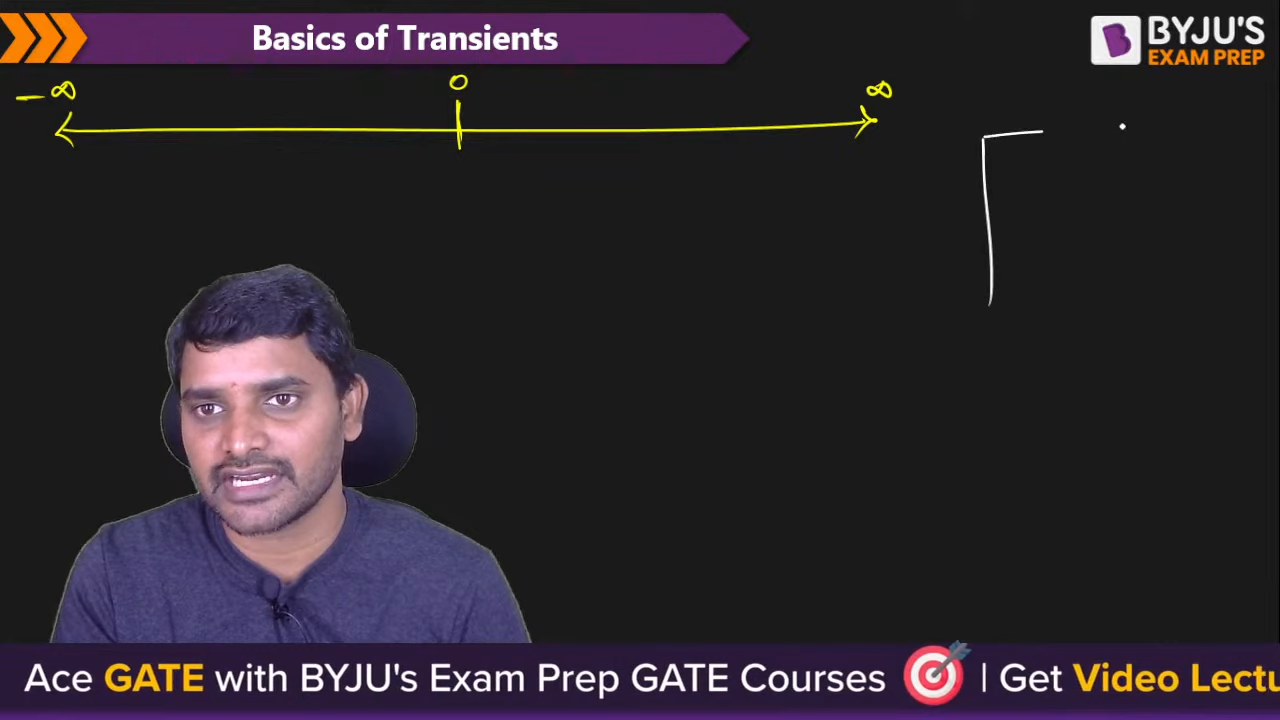 Basics of Transients
BYJU'S
EXAM PREP
-∞ 0 ∞
Ace GATE with BYJU's Exam Prep GATE Courses | Get Video Lectu